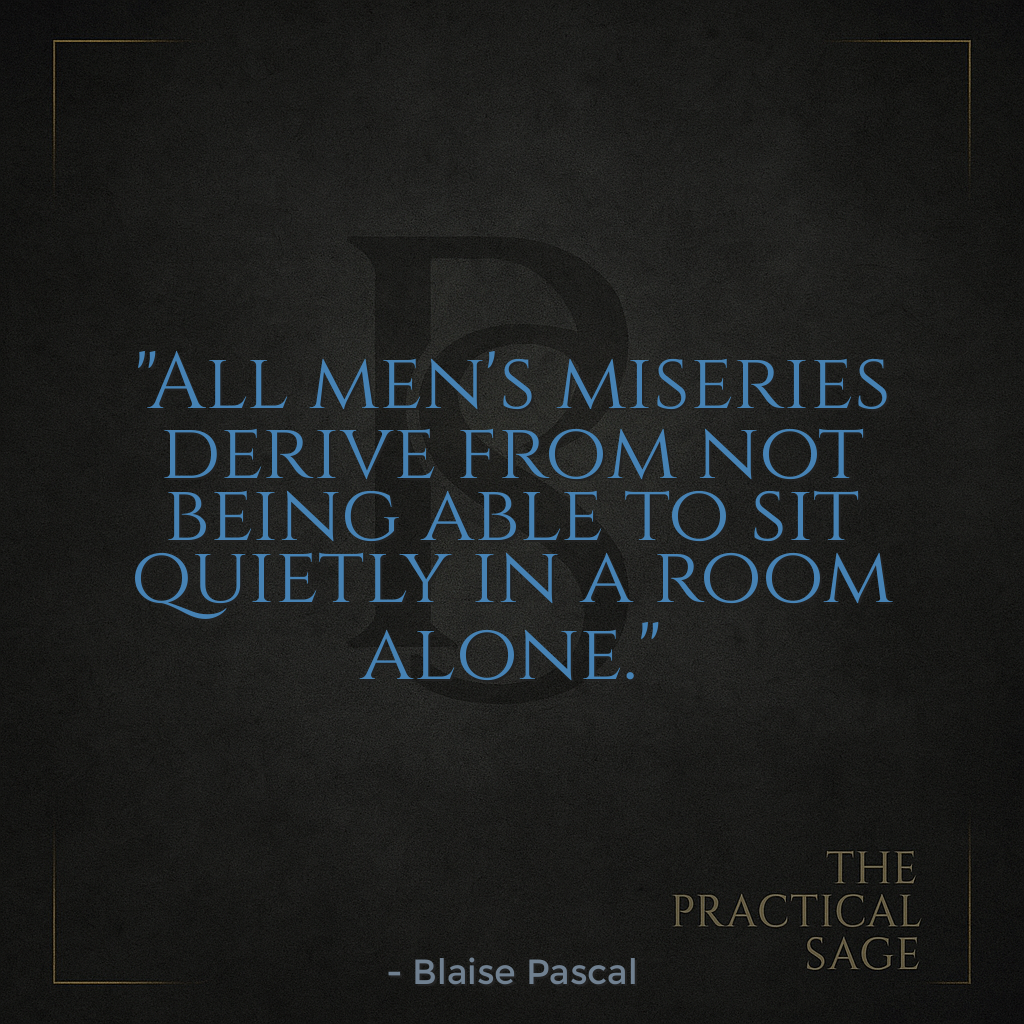 "All men's miseries
derive from not
being able to sit
quietly in a room
alone."
THE
PRACTICAL
SAGE
- Blaise Pascal